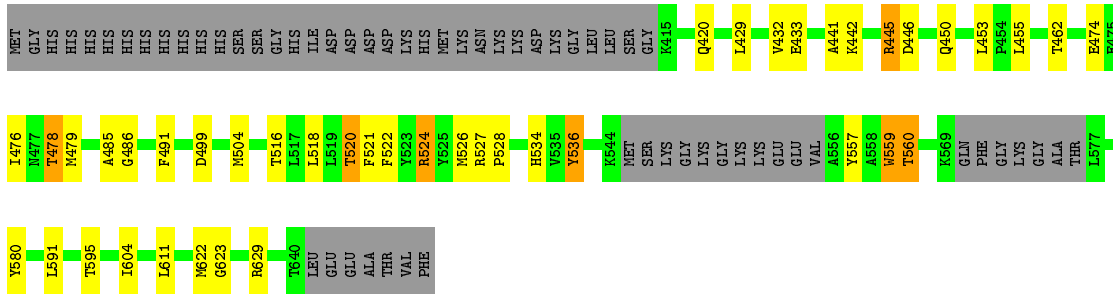 MET GLY HIS HIS HIS HIS HIS HIS HIS HIS HIS HIS SER SER GLY HIS ILE ASP ASP ASP ASP LYS HIS MET LYS ASN LYS LYS ASP LYS GLY LEU LEU SER GLY K415 Q420 L429 V432 E433 A441 K442 R445 D446 Q450 L453 P454 L455 T462 E474 E475
I476 N477 T478 M479 A485 G486 F491 D499 M504 T516 L517 L518 L519 T520 F521 F522 Y523 R524 Y525 M526 R527 P528 H534 V535 Y536 K544 MET SER LYS GLY LYS GLY LYS LYS GLU GLU VAL A556 Y557 A558 W559 T560 K569 GLN PHE GLY LYS GLY ALA THR L577
Y580 L591 T595 I604 L611 M622 G623 R629 T640 LEU GLU GLU ALA THR VAL PHE